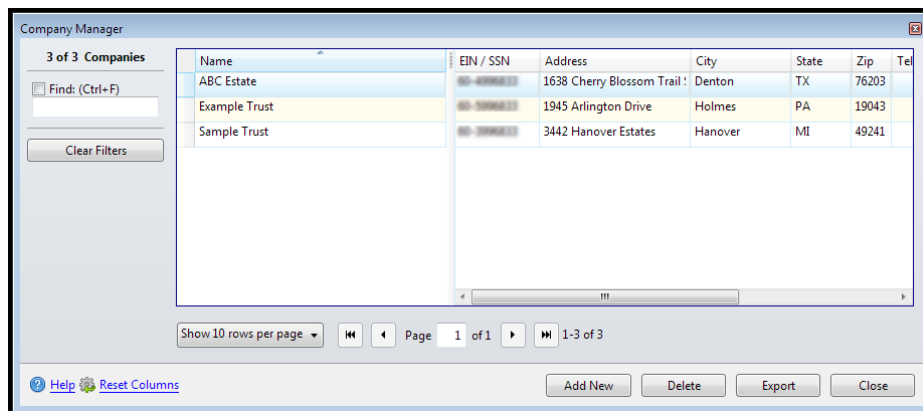 Company Manager
3 of 3 Companies
Find: (Ctrl+F)
Clear Filters
Name EIN / SSN Address City State Zip Tel
ABC Estate 1638 Cherry Blossom Trail Denton TX 76203
Example Trust 1945 Arlington Drive Holmes PA 19043
Sample Trust 3442 Hanover Estates Hanover MI 49241
Show 10 rows per page Page 1 of 1 1-3 of 3
Help Reset Columns Add New Delete Export Close